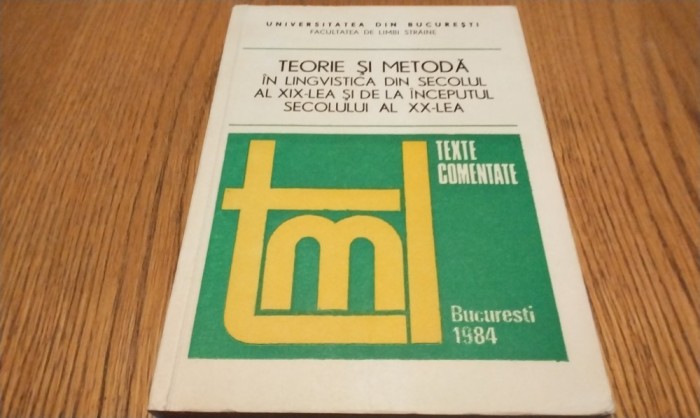 UNIVERSITATEA DIN BUCUREŞTI
FACULTATEA DE LIMBI STRĂINE
TEORIE ŞI METODĂ
ÎN LINGVISTICA DIN SECOLUL
AL XIX-LEA ŞI DE LA ÎNCEPUTUL
SECOLULUI AL XX-LEA
TEXTE
COMENTATE
tml
Bucuresti
1984